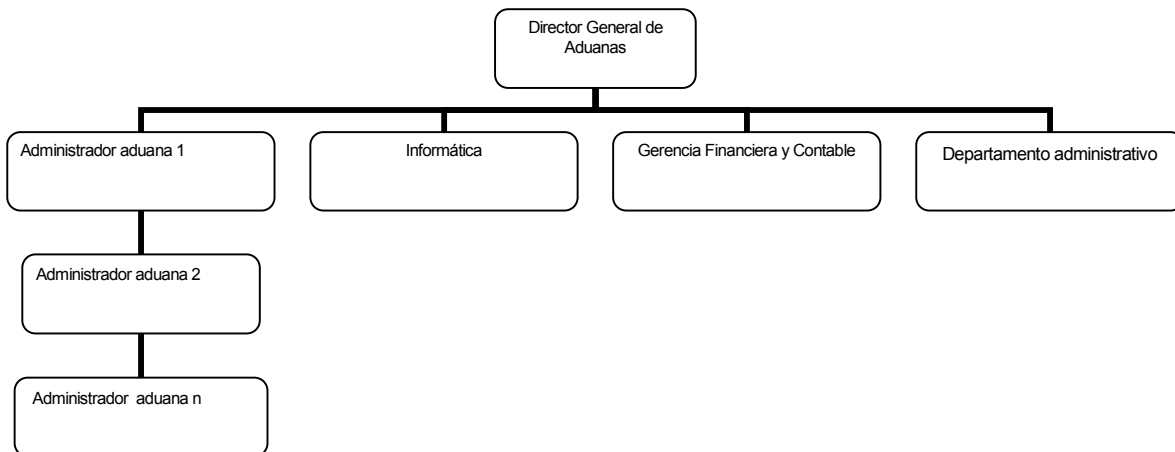 Director General de
Aduanas
Administrador aduana 1
Informática
Gerencia Financiera y Contable
Departamento administrativo
Administrador aduana 2
Administrador aduana n